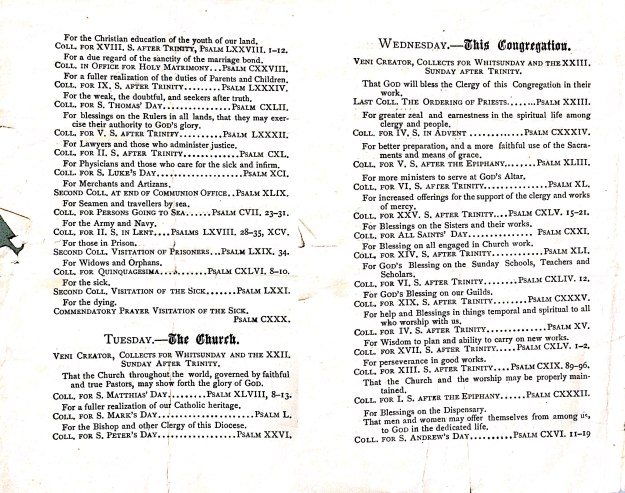 For the Christian education of the youth of our land.
COLL. FOR XVIII. S. AFTER TRINITY, PSALM LXXVIII. 1-12.
For a due regard of the sanctity of the marriage bond.
COLL. IN OFFICE FOR HOLY MATRIMONY...PSALM CXXVIII.
For a fuller realization of the duties of Parents and Children.
COLL. FOR IX. S. AFTER TRINITY........PSALM LXXXIV.
For the weak, the doubtful, and seekers after truth.
COLL. FOR S. THOMAS' DAY............PSALM CXLII.
For blessings on the Rulers in all lands, that they may exer-
cise their authority to God's glory.
COLL. FOR V. S. AFTER TRINITY........PSALM LXXXII.
For Lawyers and those who administer justice.
COLL. FOR II. S. AFTER TRINITY..........PSALM CXL.
For Physicians and those who care for the sick and infirm.
COLL. FOR S. LUKE'S DAY..............PSALM XCI.
For Merchants and Artizans.
SECOND COLL. AT END OF COMMUNION OFFICE..PSALM XLIX.
For Seamen and travellers by sea.
COLL. FOR PERSONS GOING TO SEA......PSALM CVII. 23-31.
For the Army and Navy.
COLL. FOR II. S. IN LENT....PSALMS LXVIII, 28-35, XCV.
For those in Prison.
SECOND COLL. VISITATION OF PRISONERS...PSALM LXIX. 34.
For Widows and Orphans.
COLL. FOR QUINQUAGESIMA........PSALM CXLVI, 8-10.
For the sick.
SECOND COLL. VISITATION OF THE SICK......PSALM LXXI.
For the dying.
COMMENDATORY PRAYER VISITATION OF THE SICK.
PSALM CXXX.
TUESDAY.—The Church.
VENI CREATOR, COLLECTS FOR WHITSUNDAY AND THE XXII.
SUNDAY AFTER TRINITY.
That the Church throughout the world, governed by faithful
and true Pastors, may show forth the glory of God.
COLL. FOR S. MATTHIAS' DAY......PSALM XLVIII, 8-13.
For a fuller realization of our Catholic heritage.
COLL. FOR S. MARK'S DAY................PSALM L.
For the Bishop and other Clergy of this Diocese.
COLL. FOR S. PETER'S DAY............PSALM XXVI.
WEDNESDAY.—This Congregation.
VENI CREATOR, COLLECTS FOR WHITSUNDAY AND THE XXIII.
SUNDAY AFTER TRINITY.
That God will bless the Clergy of this Congregation in their
work.
LAST COLL. THE ORDERING OF PRIESTS........PSALM XXIII.
For greater zeal and earnestness in the spiritual life among
clergy and people.
COLL. FOR IV. S. IN ADVENT............PSALM CXXXIV.
For better preparation, and a more faithful use of the Sacra-
ments and means of grace.
COLL. FOR V. S. AFTER THE EPIPHANY......PSALM XLIII.
For more ministers to serve at God's Altar.
COLL. FOR VI. S. AFTER TRINITY............PSALM XL.
For increased offerings for the support of the clergy and works
of mercy.
COLL. FOR XXV. S. AFTER TRINITY....PSALM CXLV. 15-21.
For Blessings on the Sisters and their works.
COLL. FOR ALL SAINTS' DAY............PSALM CXXI.
For Blessing on all engaged in Church work.
COLL. FOR XIV. S. AFTER TRINITY..........PSALM XLI.
For God's Blessing on the Sunday Schools, Teachers and
Scholars.
COLL. FOR VI. S. AFTER TRINITY......PSALM CXLIV. 12.
For God's Blessing on our Guilds.
COLL. FOR XIX. S. AFTER TRINITY......PSALM CXXXV.
For help and Blessings in things temporal and spiritual to all
who worship with us.
COLL. FOR IV. S. AFTER TRINITY............PSALM XV.
For Wisdom to plan and ability to carry on new works.
COLL. FOR XVII. S. AFTER TRINITY.....PSALM CXLV. 1-2.
For perseverance in good works.
COLL. FOR XIII. S. AFTER TRINITY....PSALM CXIX. 89-96.
That the Church and the worship may be properly main-
tained.
COLL. FOR I. S. AFTER THE EPIPHANY......PSALM CXXXII.
For Blessings on the Dispensary.
That men and women may offer themselves from among us,
to God in the dedicated life.
COLL. FOR S. ANDREW'S DAY..........PSALM CXVI. 11-19